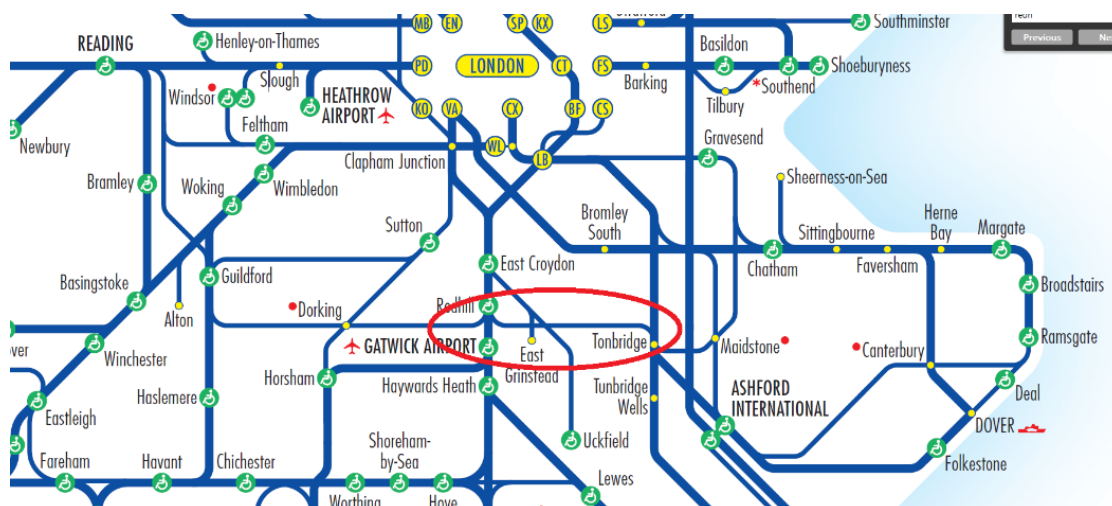 MB
EN
SP
KX
LS
Southminster
Previous
READING
Henley-on-Thames
Basildon
PD
LONDON
CT
FS
Slough
Barking
Shoeburyness
*Southend
Windsor
HEATHROW
AIRPORT
Tilbury
KO
VA
CX
BF
CS
Newbury
Feltham
Gravesend
WL
Clapham Junction
LB
Bramley
Woking
Wimbledon
Sheerness-on-Sea
Sutton
Bromley
South
Sittingbourne
Herne
Bay
Margate
Guildford
East Croydon
Chatham
Faversham
Basingstoke
Broadstairs
Alton
Dorking
Redhill
Winchester
GATWICK AIRPORT
East
Grinstead
Tonbridge
Maidstone
Canterbury
Ramsgate
Horsham
Haywards Heath
Haslemere
Tunbridge
Wells
ASHFORD
INTERNATIONAL
Deal
Eastleigh
DOVER
Uckfield
Shoreham-
by-Sea
Folkestone
Fareham
Havant
Chichester
Worthing
Hove
Lewes